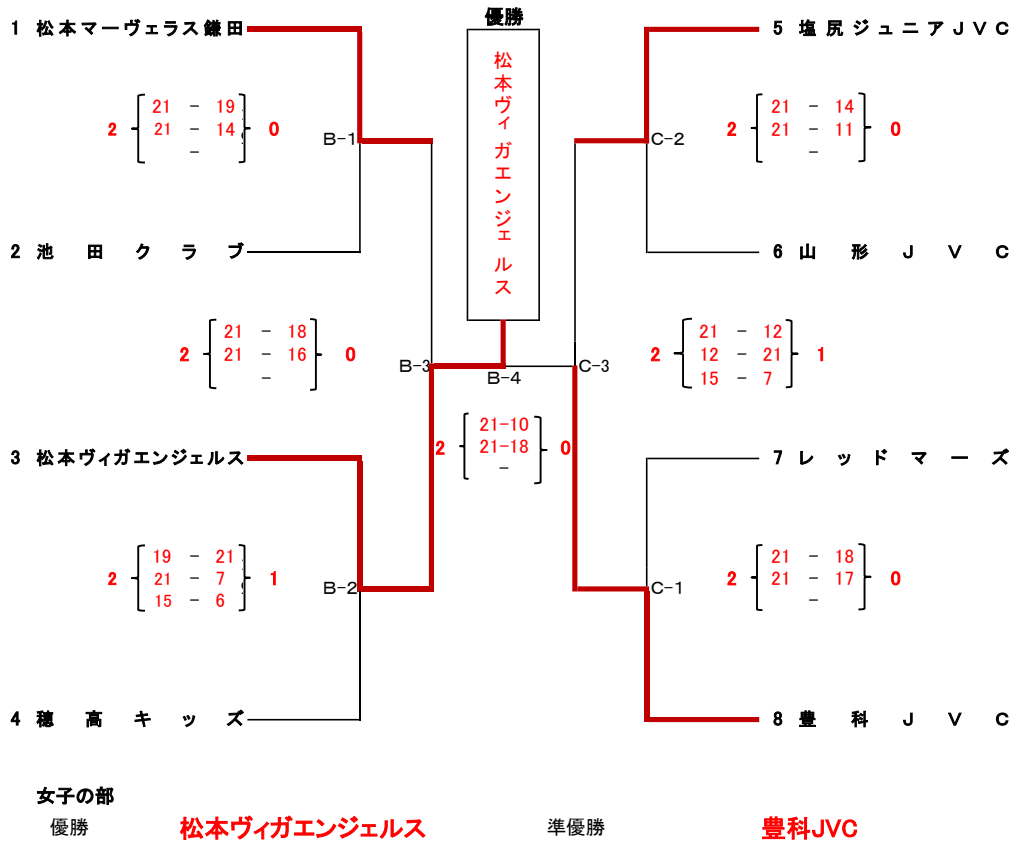 優勝
松本ヴィガエンジェルス
1 松本マーヴェラス鎌田
2 21 － 19 0
21 － 14
－
B－1
2 池田クラブ
2 21 － 18 0
21 － 16
－
B－3
3 松本ヴィガエンジェルス
2 19 － 21 1
21 － 7
15 － 6
B－2
4 穂高キッズ
B－4
2 21－10 0
21－18
－
5 塩尻ジュニアＪＶＣ
2 21 － 14 0
21 － 11
－
C－2
6 山形ＪＶＣ
2 21 － 12 1
12 － 21
15 － 7
C－3
7 レッドマーズ
2 21 － 18 0
21 － 17
－
C－1
8 豊科ＪＶＣ
女子の部
優勝 松本ヴィガエンジェルス 準優勝 豊科JVC